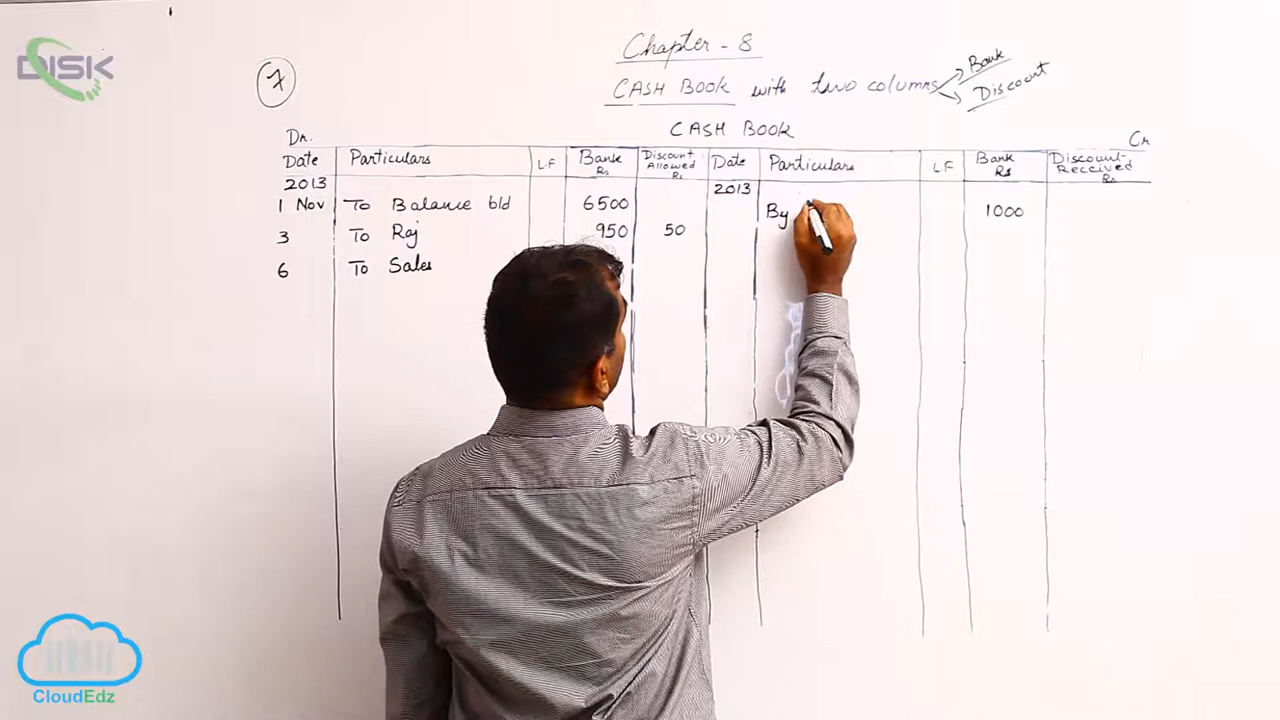 DISK
Chapter - 8
7
CASH BOOK with two columns
Bank
Discount
CASH BOOK
Dr. Cr
Date Particulars L.F Bank Rs Discount Allowed Rs Date Particulars LF Bank Rs Discount Received Rs
2013 2013
1 Nov To Balance b/d 6500 By 1000
3 To Raj 950 50
6 To Sales
CloudEdz